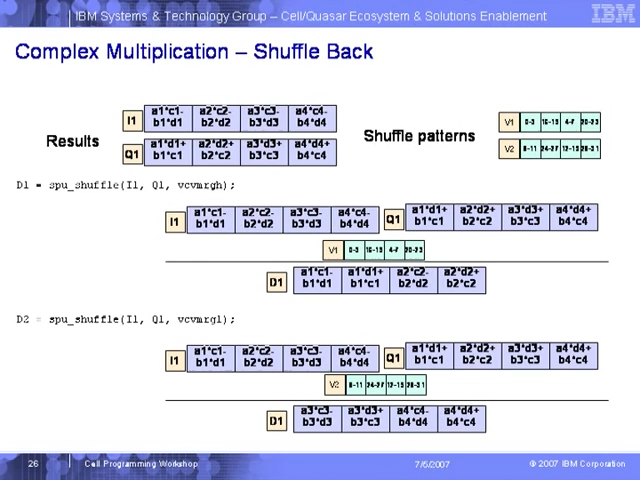 IBM Systems & Technology Group – Cell/Quasar Ecosystem & Solutions Enablement
IBM
Complex Multiplication – Shuffle Back
Results
I1 a1*c1-b1*d1 a2*c2-b2*d2 a3*c3-b3*d3 a4*c4-b4*d4
Q1 a1*d1+b1*c1 a2*d2+b2*c2 a3*d3+b3*c3 a4*d4+b4*c4
Shuffle patterns
V1 0-3 16-19 4-7 20-23
V2 8-11 24-27 12-15 28-31
D1 = spu_shuffle(I1, Q1, vcvmrgh);
I1 a1*c1-b1*d1 a2*c2-b2*d2 a3*c3-b3*d3 a4*c4-b4*d4 Q1 a1*d1+b1*c1 a2*d2+b2*c2 a3*d3+b3*c3 a4*d4+b4*c4
V1 0-3 16-19 4-7 20-23
D1 a1*c1-b1*d1 a1*d1+b1*c1 a2*c2-b2*d2 a2*d2+b2*c2
D2 = spu_shuffle(I1, Q1, vcvmrgl);
I1 a1*c1-b1*d1 a2*c2-b2*d2 a3*c3-b3*d3 a4*c4-b4*d4 Q1 a1*d1+b1*c1 a2*d2+b2*c2 a3*d3+b3*c3 a4*d4+b4*c4
V2 8-11 24-27 12-15 28-31
D1 a3*c3-b3*d3 a3*d3+b3*c3 a4*c4-b4*d4 a4*d4+b4*c4
26 Cell Programming Workshop 7/5/2007 © 2007 IBM Corporation